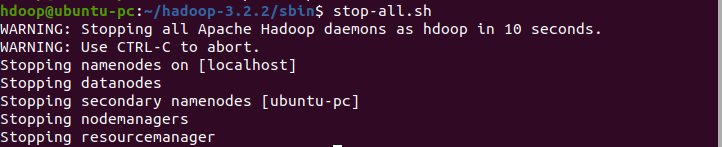 hdoop@ubuntu-pc:~/hadoop-3.2.2/sbin$ stop-all.sh
WARNING: Stopping all Apache Hadoop daemons as hdoop in 10 seconds.
WARNING: Use CTRL-C to abort.
Stopping namenodes on [localhost]
Stopping datanodes
Stopping secondary namenodes [ubuntu-pc]
Stopping nodemanagers
Stopping resourcemanager